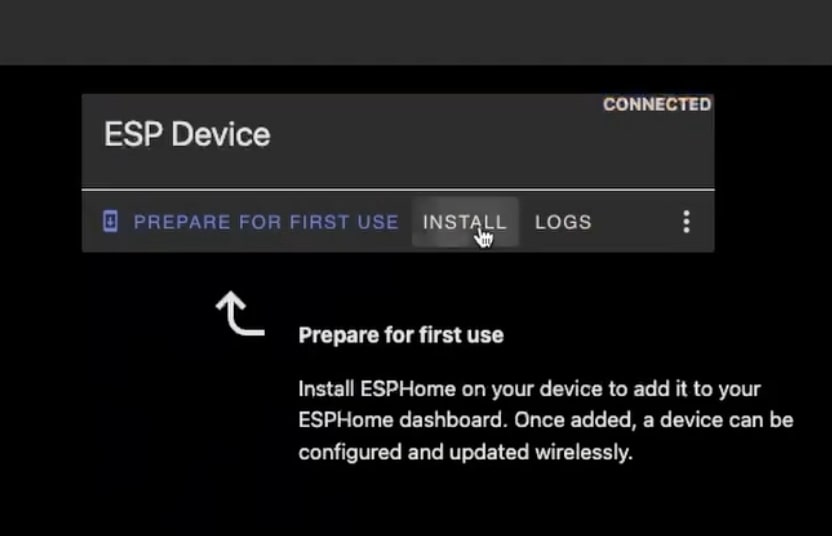 CONNECTED
ESP Device
PREPARE FOR FIRST USE INSTALL LOGS
Prepare for first use
Install ESPHome on your device to add it to your
ESPHome dashboard. Once added, a device can be
configured and updated wirelessly.